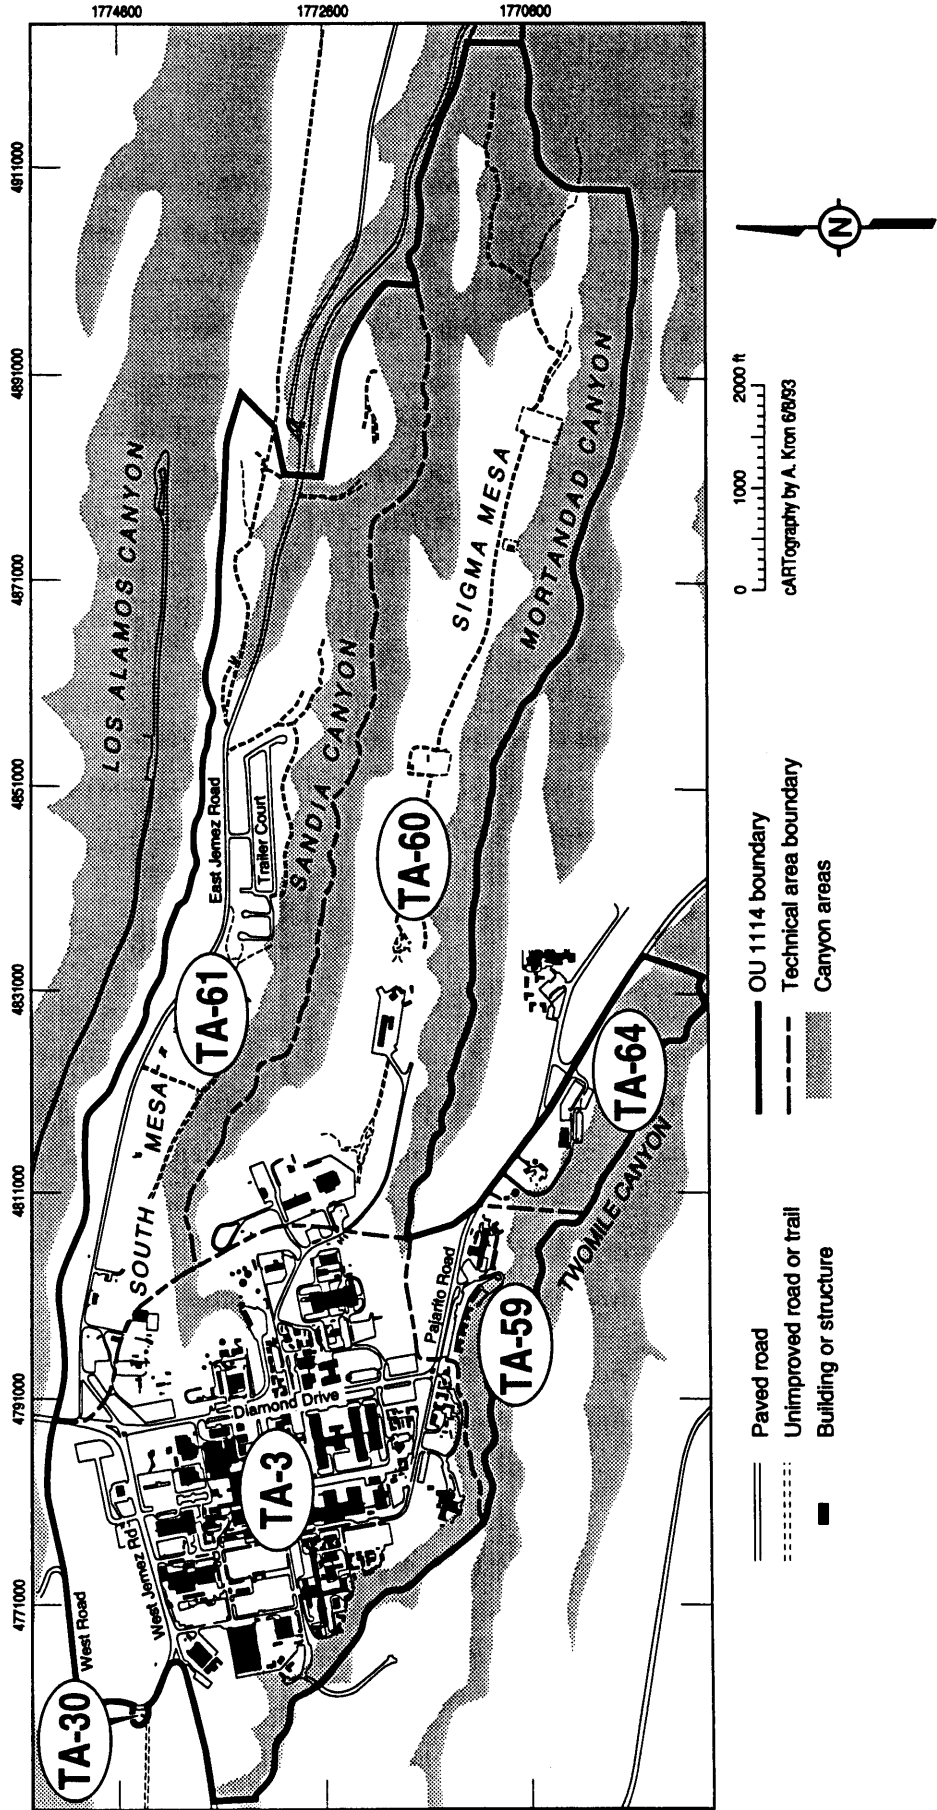 1774600
1772600
1770600
4911000
4891000
4871000
4851000
4831000
4811000
4791000
4771000
LOS ALAMOS CANYON
East Jemez Road
Trailer Court
SANDIA CANYON
SIGMA MESA
MORTANDAD CANYON
TA-60
TA-61
SOUTH MESA
TA-64
TWOMILE CANYON
Pajarito Road
TA-59
Diamond Drive
TA-3
West Jemez Rd
West Road
TA-30
N
0 1000 2000 ft
cARTography by A. Kron 6/8/93
OU 1114 boundary
Technical area boundary
Canyon areas
Paved road
Unimproved road or trail
Building or structure